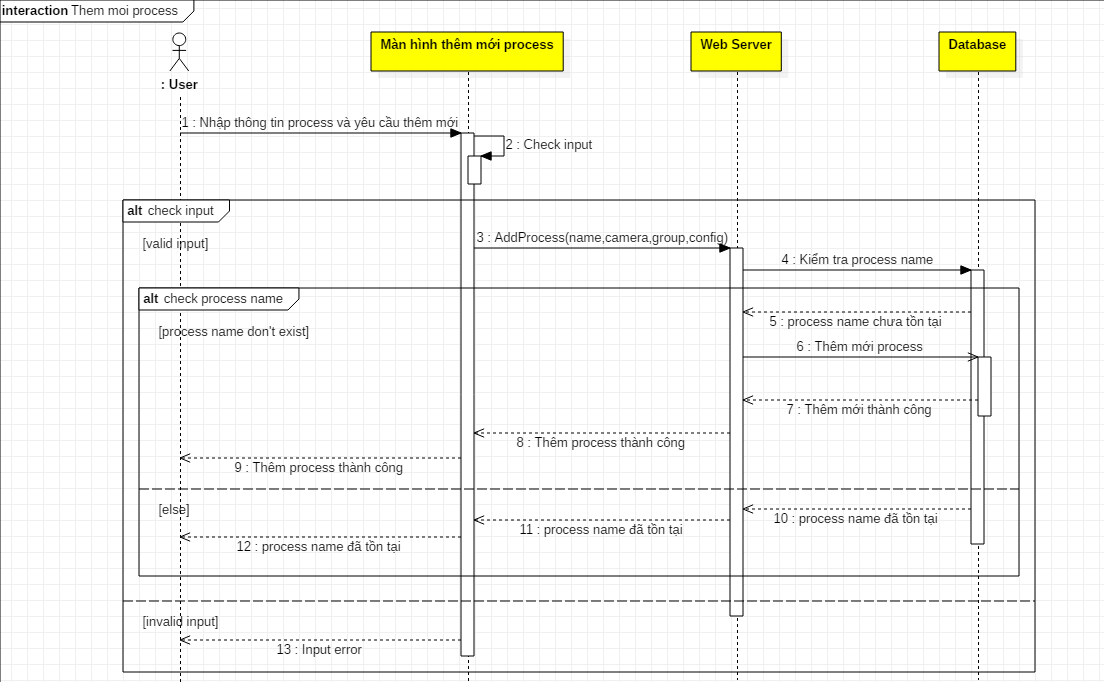 interaction Them moi process
: User
Màn hình thêm mới process
Web Server
Database
1 : Nhập thông tin process và yêu cầu thêm mới
2 : Check input
alt check input
[valid input]
3 : AddProcess(name,camera,group,config)
4 : Kiểm tra process name
alt check process name
[process name don't exist]
5 : process name chưa tồn tại
6 : Thêm mới process
7 : Thêm mới thành công
8 : Thêm process thành công
9 : Thêm process thành công
[else]
10 : process name đã tồn tại
11 : process name đã tồn tại
12 : process name đã tồn tại
[invalid input]
13 : Input error